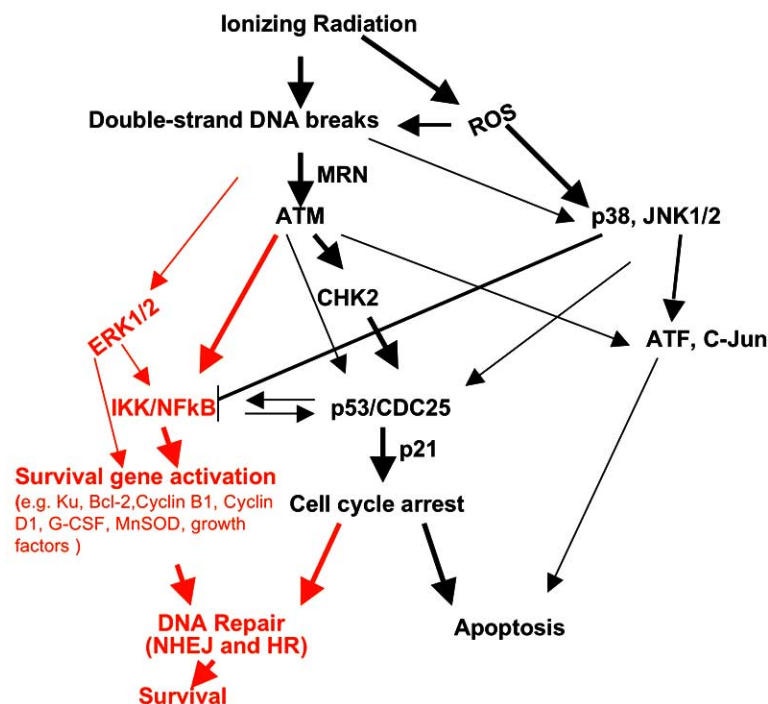 Ionizing Radiation
Double-strand DNA breaks
ROS
MRN
ATM
p38, JNK1/2
CHK2
ERK1/2
ATF, C-Jun
IKK/NFkB
p53/CDC25
p21
Survival gene activation
(e.g. Ku, Bcl-2,Cyclin B1, Cyclin
D1, G-CSF, MnSOD, growth
factors )
Cell cycle arrest
DNA Repair
(NHEJ and HR)
Apoptosis
Survival